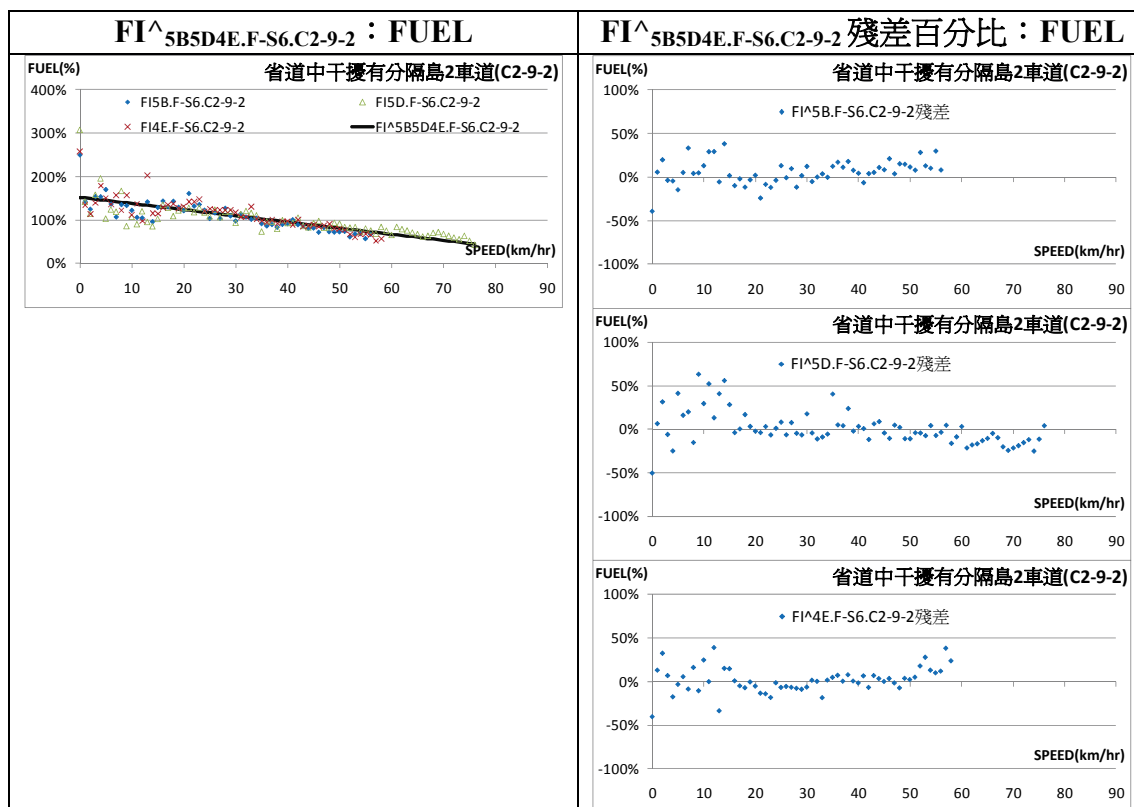 FI^5B5D4E.F-S6.C2-9-2：FUEL
FI^5B5D4E.F-S6.C2-9-2 殘差百分比：FUEL
FUEL(%)
省道中干擾有分隔島2車道(C2-9-2)
400%
FI5B.F-S6.C2-9-2
FI5D.F-S6.C2-9-2
FI4E.F-S6.C2-9-2
FI^5B5D4E.F-S6.C2-9-2
300%
200%
100%
0%
SPEED(km/hr)
0 10 20 30 40 50 60 70 80 90
FUEL(%)
省道中干擾有分隔島2車道(C2-9-2)
100%
FI^5B.F-S6.C2-9-2殘差
50%
0%
-50%
SPEED(km/hr)
-100%
0 10 20 30 40 50 60 70 80 90
FUEL(%)
省道中干擾有分隔島2車道(C2-9-2)
100%
FI^5D.F-S6.C2-9-2殘差
50%
0%
-50%
SPEED(km/hr)
-100%
0 10 20 30 40 50 60 70 80 90
FUEL(%)
省道中干擾有分隔島2車道(C2-9-2)
100%
FI^4E.F-S6.C2-9-2殘差
50%
0%
-50%
SPEED(km/hr)
-100%
0 10 20 30 40 50 60 70 80 90